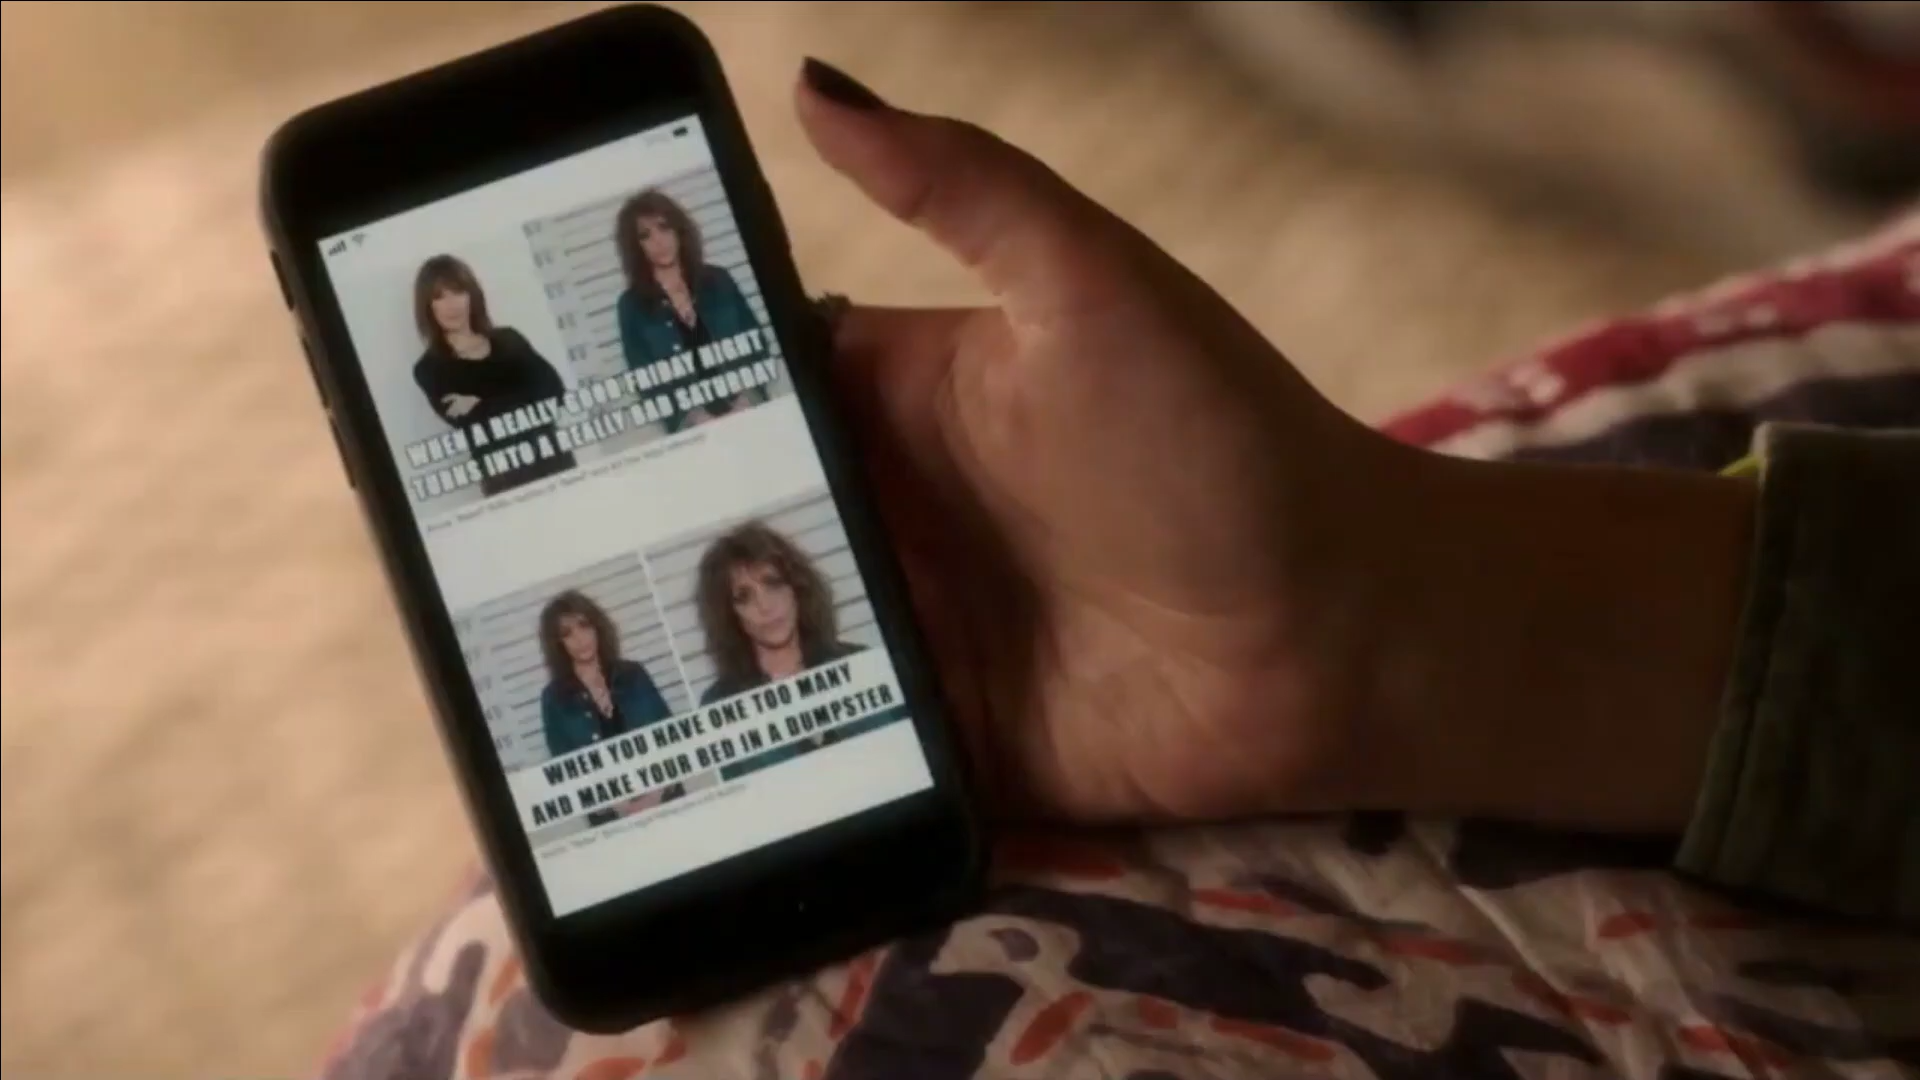 WHEN A REALLY GOOD FRIDAY NIGHT
TURNS INTO A REALLY BAD SATURDAY
WHEN YOU HAVE ONE TOO MANY
AND MAKE YOUR BED IN A DUMPSTER